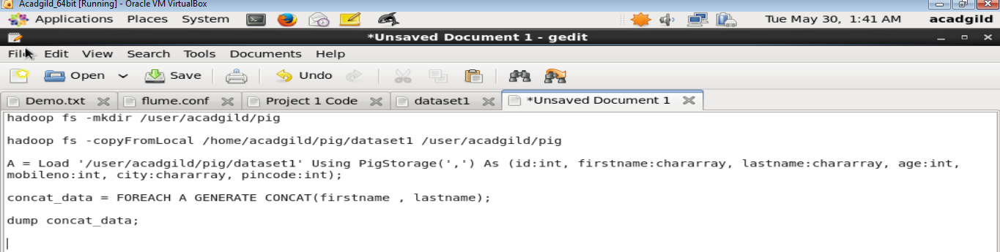 Acadgild_64bit [Running] - Oracle VM VirtualBox
Applications Places System Tue May 30, 1:41 AM acadgild
*Unsaved Document 1 - gedit
File Edit View Search Tools Documents Help
Open Save Undo
Demo.txt flume.conf Project 1 Code dataset1 *Unsaved Document 1
hadoop fs -mkdir /user/acadgild/pig
hadoop fs -copyFromLocal /home/acadgild/pig/dataset1 /user/acadgild/pig
A = Load '/user/acadgild/pig/dataset1' Using PigStorage(',') As (id:int, firstname:chararray, lastname:chararray, age:int,
mobileno:int, city:chararray, pincode:int);
concat_data = FOREACH A GENERATE CONCAT(firstname , lastname);
dump concat_data;